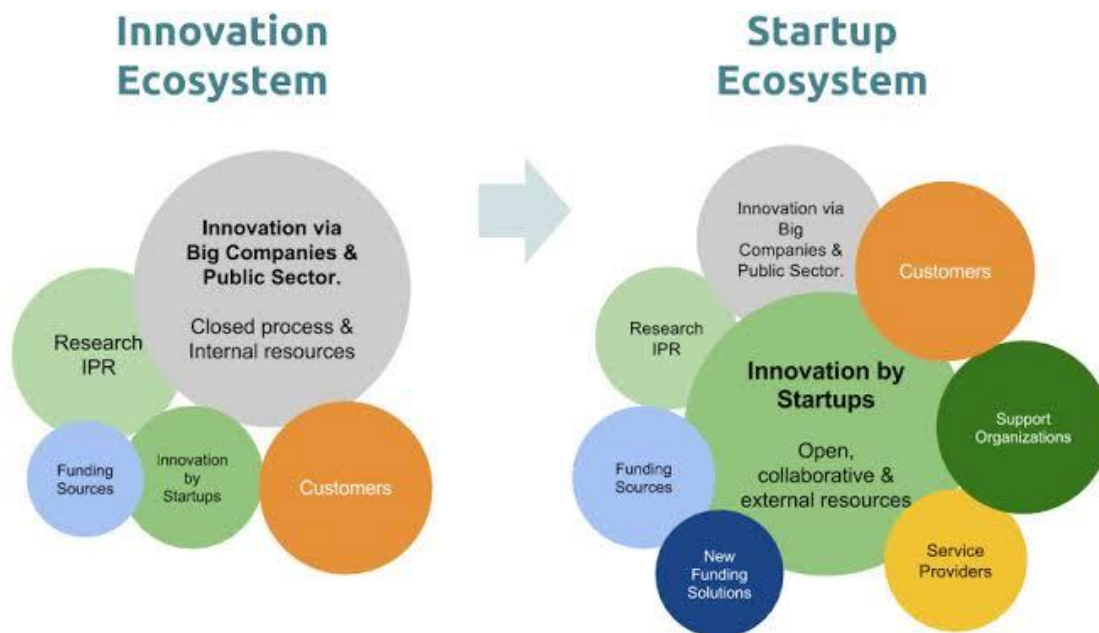 Innovation
Ecosystem
Startup
Ecosystem
Innovation via
Big Companies &
Public Sector.
Closed process &
Internal resources
Research
IPR
Funding
Sources
Innovation
by
Startups
Customers
Innovation via
Big
Companies &
Public Sector.
Customers
Research
IPR
Innovation by
Startups
Open,
collaborative &
external resources
Support
Organizations
Funding
Sources
New
Funding
Solutions
Service
Providers